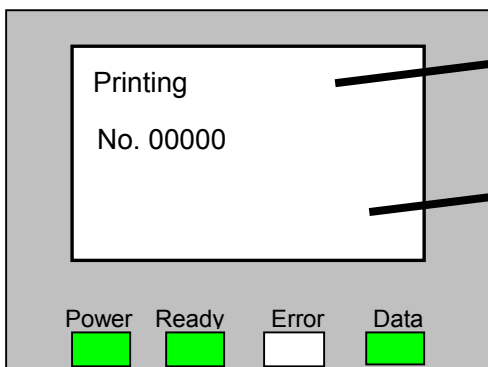 Printing
No. 00000
Power Ready Error Data